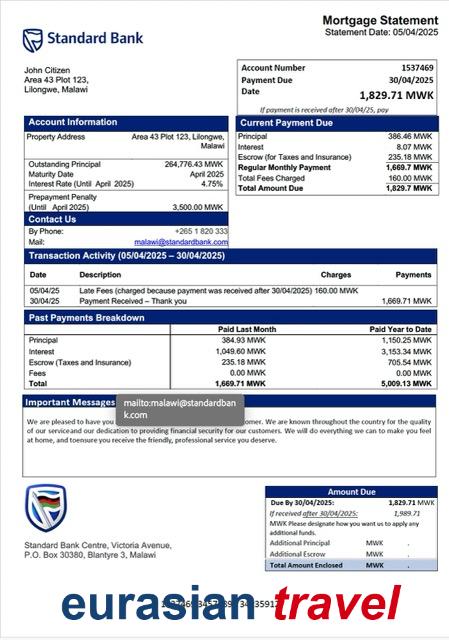 Mortgage Statement
Statement Date: 05/04/2025
Standard Bank
John Citizen
Area 43 Plot 123,
Lilongwe, Malawi
Account Number 1537469
Payment Due 30/04/2025
Date
1,829.71 MWK
If payment is received after 30/04/25, pay
Account Information
Property Address Area 43 Plot 123, Lilongwe,
Malawi
Outstanding Principal 264,776.43 MWK
Maturity Date April 2025
Interest Rate (Until April 2025) 4.75%
Prepayment Penalty
(Until April 2025) 3,500.00 MWK
Contact Us
By Phone: +265 1 820 333
Mail: malawi@standardbank.com
Current Payment Due
Principal 386.46 MWK
Interest 8.07 MWK
Escrow (for Taxes and Insurance) 235.18 MWK
Regular Monthly Payment 1,669.7 MWK
Total Fees Charged 160.00 MWK
Total Amount Due 1,829.7 MWK
Transaction Activity (05/04/2025 – 30/04/2025)
Date Description Charges Payments
05/04/25 Late Fees (charged because payment was received after 30/04/2025) 160.00 MWK
30/04/25 Payment Received – Thank you 1,669.71 MWK
Past Payments Breakdown
Paid Last Month Paid Year to Date
Principal 384.93 MWK 1,150.25 MWK
Interest 1,049.60 MWK 3,153.34 MWK
Escrow (Taxes and Insurance) 235.18 MWK 705.54 MWK
Fees 0.00 MWK 0.00 MWK
Total 1,669.71 MWK 5,009.13 MWK
Important Messages
mailto:malawi@standardban
k.com
We are pleased to have you omer. We are known throughout the country for the quality
of our serviceand our dedication to providing financial security for our customers. We will do everything we can to make you feel
at home, and toensure you receive the friendly, professional service you deserve.
Standard Bank Centre, Victoria Avenue,
P.O. Box 30380, Blantyre 3, Malawi
Amount Due
Due By 30/04/2025: 1,829.71 MWK
If received after 30/04/2025: 1,989.71
MWK Please designate how you want us to apply any
additional funds.
Additional Principal MWK .
Additional Escrow MWK .
Total Amount Enclosed MWK .
eurasian travel